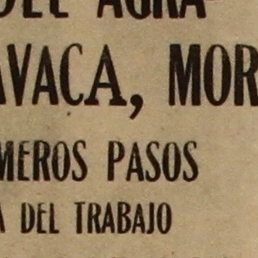 DEL AGRA-
AVACA, MOR
MEROS PASOS
A DEL TRABAJO